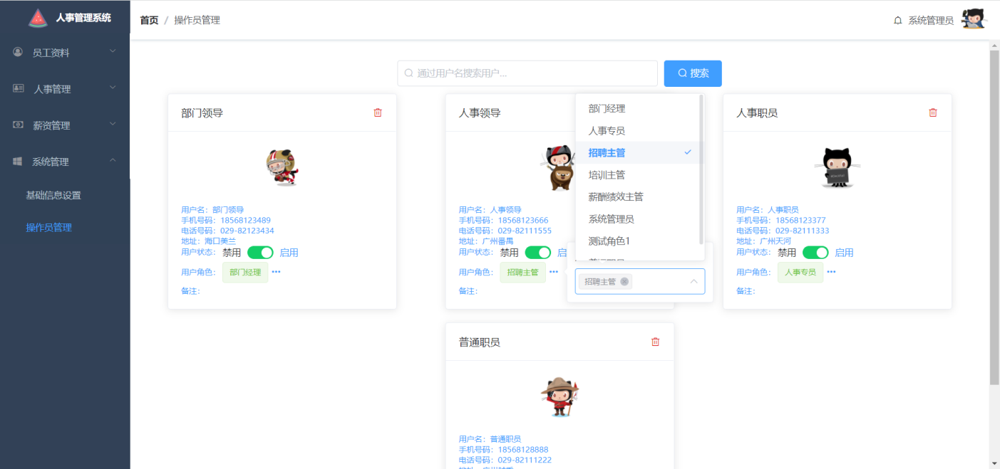 人事管理系统
首页 / 操作员管理
系统管理员
员工资料
人事管理
薪资管理
系统管理
基础信息设置
操作员管理
通过用户名搜索用户...
搜索
部门领导
用户名：部门领导
手机号码：18568123489
电话号码：029-82123434
地址：海口美兰
用户状态： 禁用 启用
用户角色： 部门经理 •••
备注：
人事领导
用户名：人事领导
手机号码：18568123666
电话号码：029-82111555
地址：广州番禺
用户状态： 禁用 启
用户角色： 招聘主管 •••
备注：
部门经理
人事专员
招聘主管
培训主管
薪酬绩效主管
系统管理员
测试角色1
招聘主管
人事职员
用户名：人事职员
手机号码：18568123377
电话号码：029-82111333
地址：广州天河
用户状态： 禁用 启用
用户角色： 人事专员 •••
备注：
普通职员
用户名：普通职员
手机号码：18568128888
电话号码：029-82111222